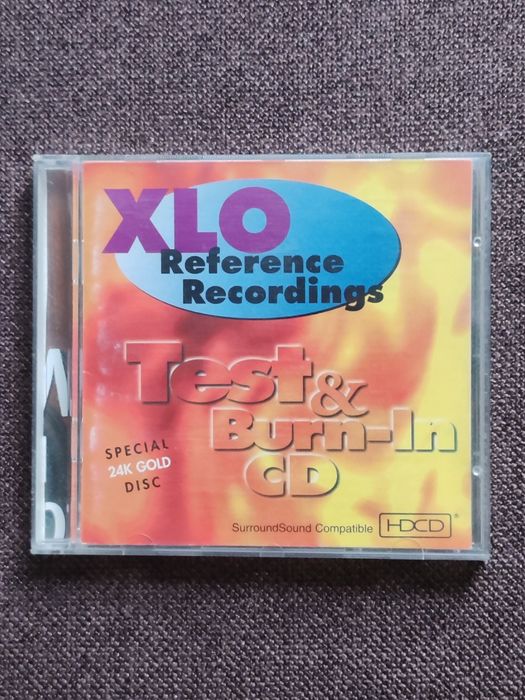 XLO
Reference
Recordings
Test &
Burn-In
CD
SPECIAL
24K GOLD
DISC
SurroundSound Compatible
HDCD®